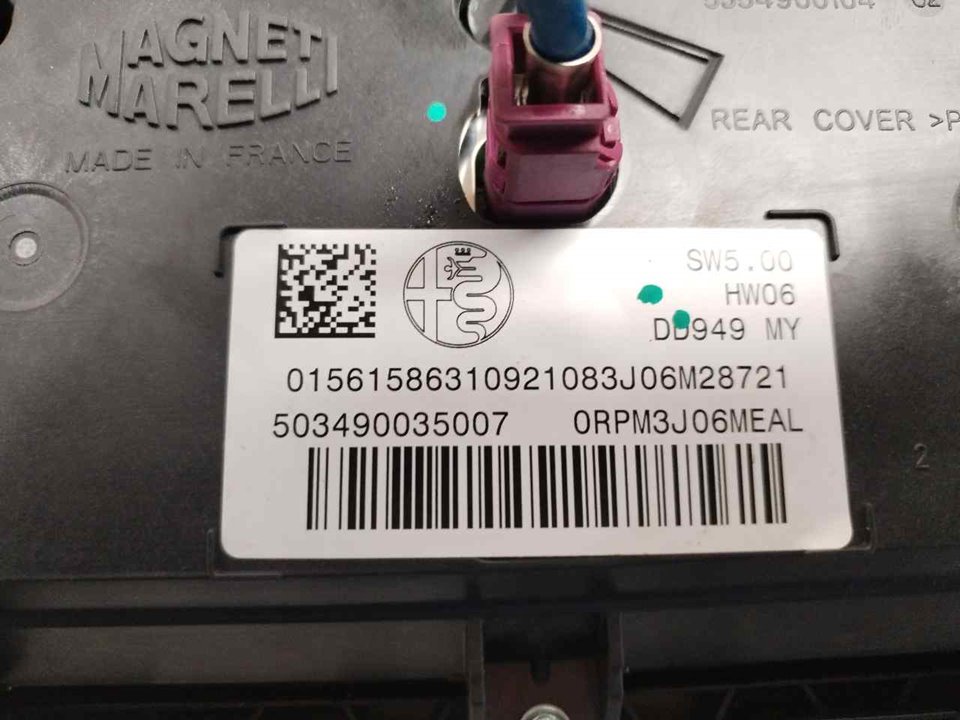 MAGNETI
MARELLI
MADE IN FRANCE
REAR COVER >P
SW5.00
HW06
DD949 MY
01561586310921083J06M28721
503490035007 0RPM3J06MEAL
2